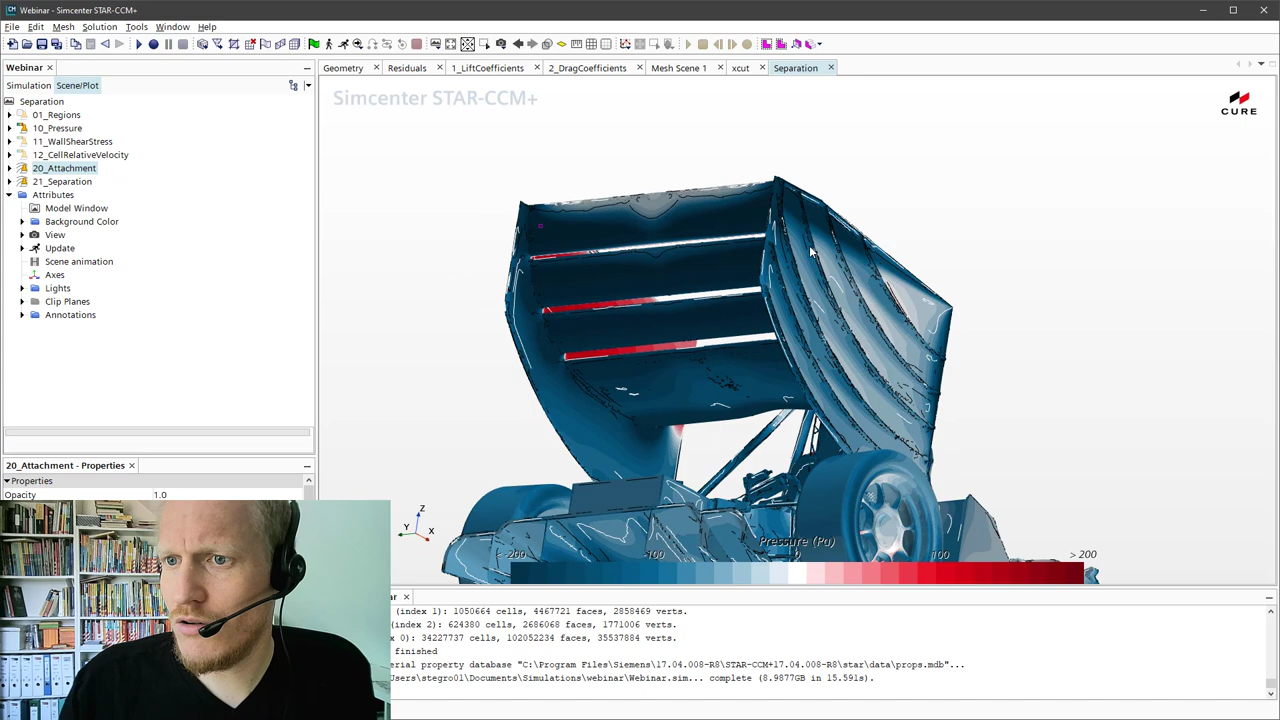 Webinar - Simcenter STAR-CCM+
File Edit Mesh Solution Tools Window Help
Webinar
Simulation Scene/Plot
Separation
01_Regions
10_Pressure
11_WallShearStress
12_CellRelativeVelocity
20_Attachment
21_Separation
Attributes
Model Window
Background Color
View
Update
Scene animation
Axes
Lights
Clip Planes
Annotations
20_Attachment - Properties
Properties
Opacity 1.0
Geometry Residuals 1_LiftCoefficients 2_DragCoefficients Mesh Scene 1 xcut Separation
Simcenter STAR-CCM+
CURE
Z
Y X
Pressure (Pa)
< -200 -100 0 100 > 200
(index 1): 1050664 cells, 4467721 faces, 2858469 verts.
(index 2): 624380 cells, 2686068 faces, 1771006 verts.
0): 34227737 cells, 102052234 faces, 35537884 verts.
finished
erial property database "C:\Program Files\Siemens\17.04.008-R8\STAR-CCM+17.04.008-R8\star\data\props.mdb"...
sers\stegro01\Documents\Simulations\webinar\Webinar.sim... complete (8.9877GB in 15.591s).